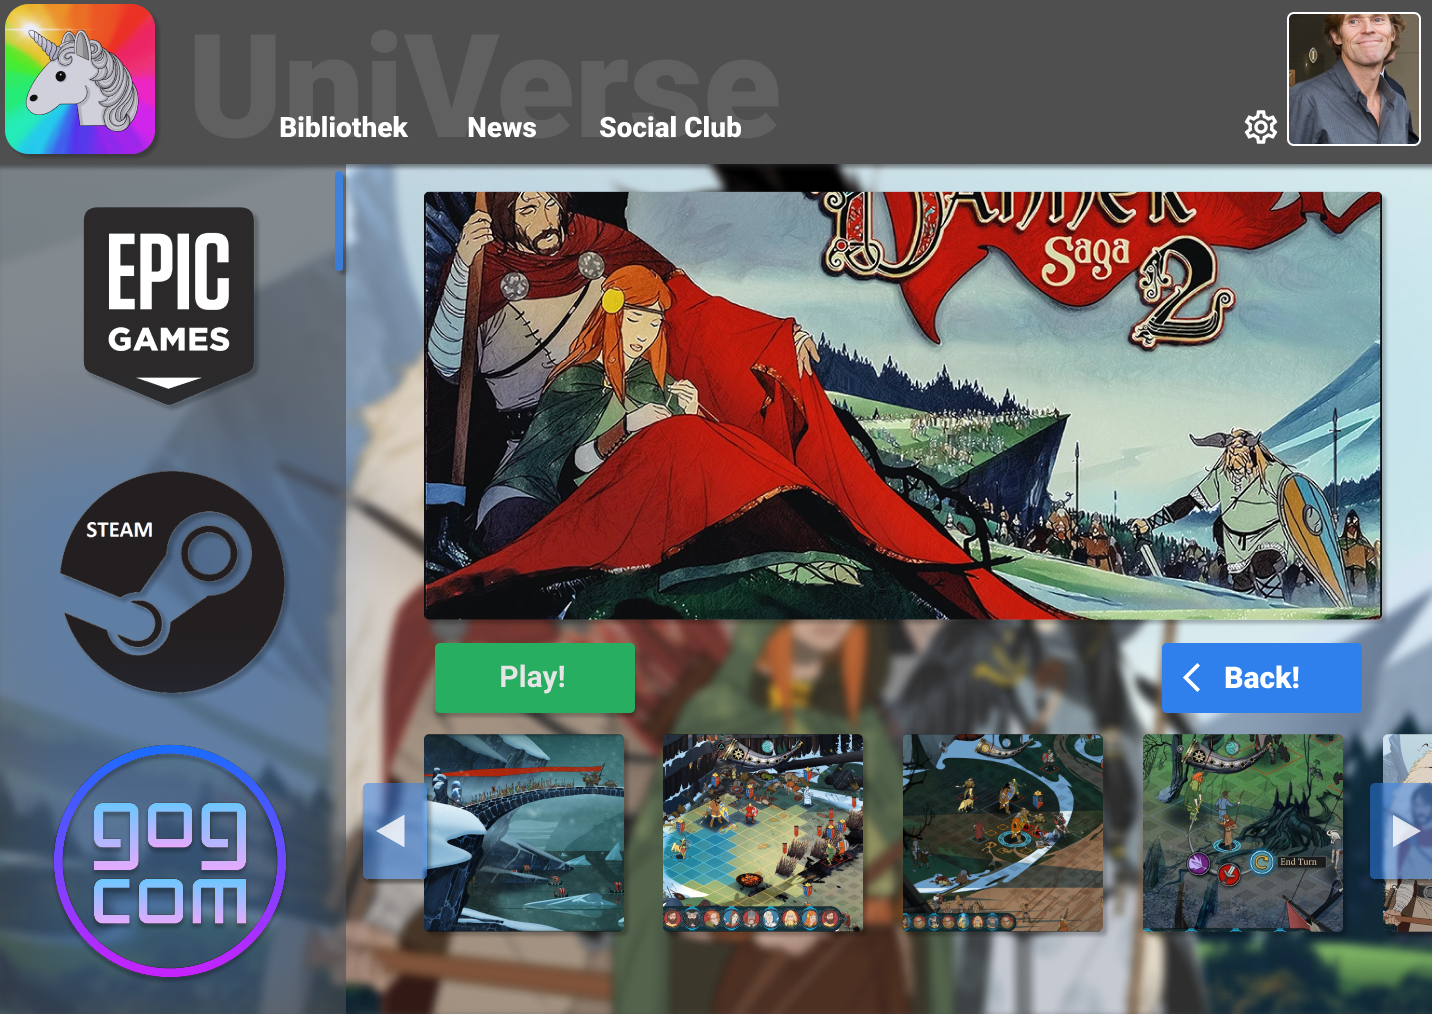 UniVerse
Bibliothek News Social Club
EPIC
GAMES
STEAM
gog
com
Banner
Saga
2
Play!
Back!
End Turn